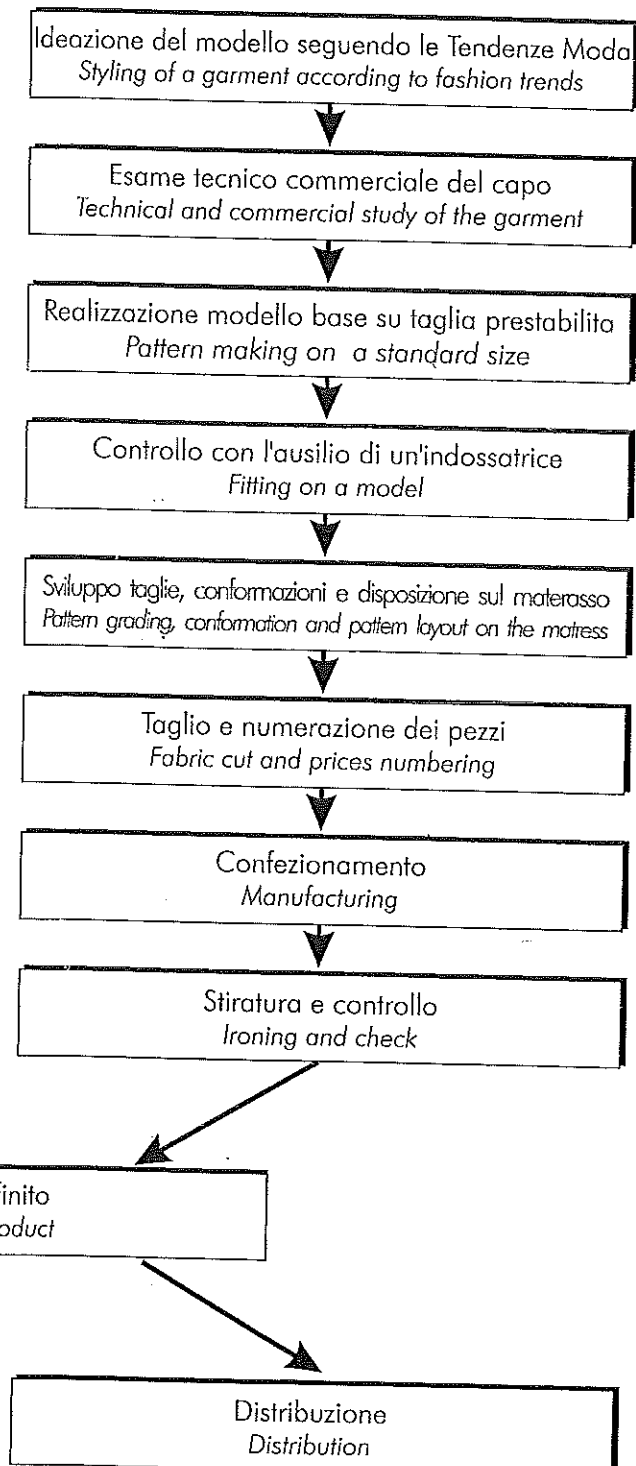 Ideazione del modello seguendo le Tendenze Moda
Styling of a garment according to fashion trends
Esame tecnico commerciale del capo
Technical and commercial study of the garment
Realizzazione modello base su taglia prestabilita
Pattern making on a standard size
Controllo con l'ausilio di un'indossatrice
Fitting on a model
Sviluppo taglie, conformazioni e disposizione sul materasso
Pattern grading, conformation and pattern layout on the matress
Taglio e numerazione dei pezzi
Fabric cut and prices numbering
Confezionamento
Manufacturing
Stiratura e controllo
Ironing and check
Distribuzione
Distribution